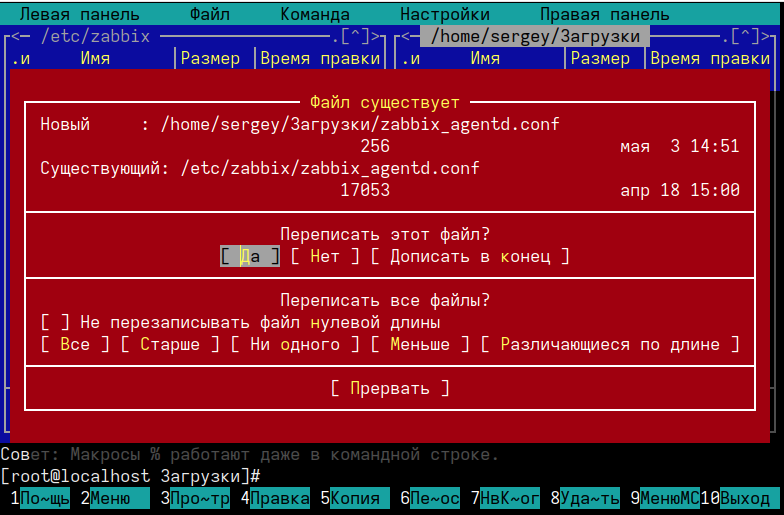 Левая панель Файл Команда Настройки Правая панель
<─ /etc/zabbix ─.[^]> <─ /home/sergey/Загрузки ─.[^]>
.и Имя Размер Время правки .и Имя Размер Время правки
Файл существует
Новый : /home/sergey/Загрузки/zabbix_agentd.conf
256 мая 3 14:51
Существующий: /etc/zabbix/zabbix_agentd.conf
17053 апр 18 15:00
Переписать этот файл?
[ Да ] [ Нет ] [ Дописать в конец ]
Переписать все файлы?
[ ] Не перезаписывать файл нулевой длины
[ Все ] [ Старше ] [ Ни одного ] [ Меньше ] [ Различающиеся по длине ]
[ Прервать ]
Совет: Макросы % работают даже в командной строке.
[root@localhost Загрузки]#
1По~щь 2Меню 3Про~тр 4Правка 5Копия 6Пе~ос 7НвК~ог 8Уда~ть 9МенюMC10Выход